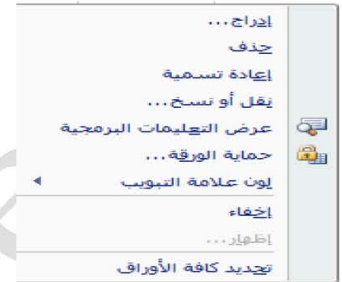 إدراج...
حذف
إعادة تسمية
نقل أو نسخ...
عرض التعليمات البرمجية
حماية الورقة...
لون علامة التبويب
إخفاء
إظهار...
تحديد كافة الأوراق